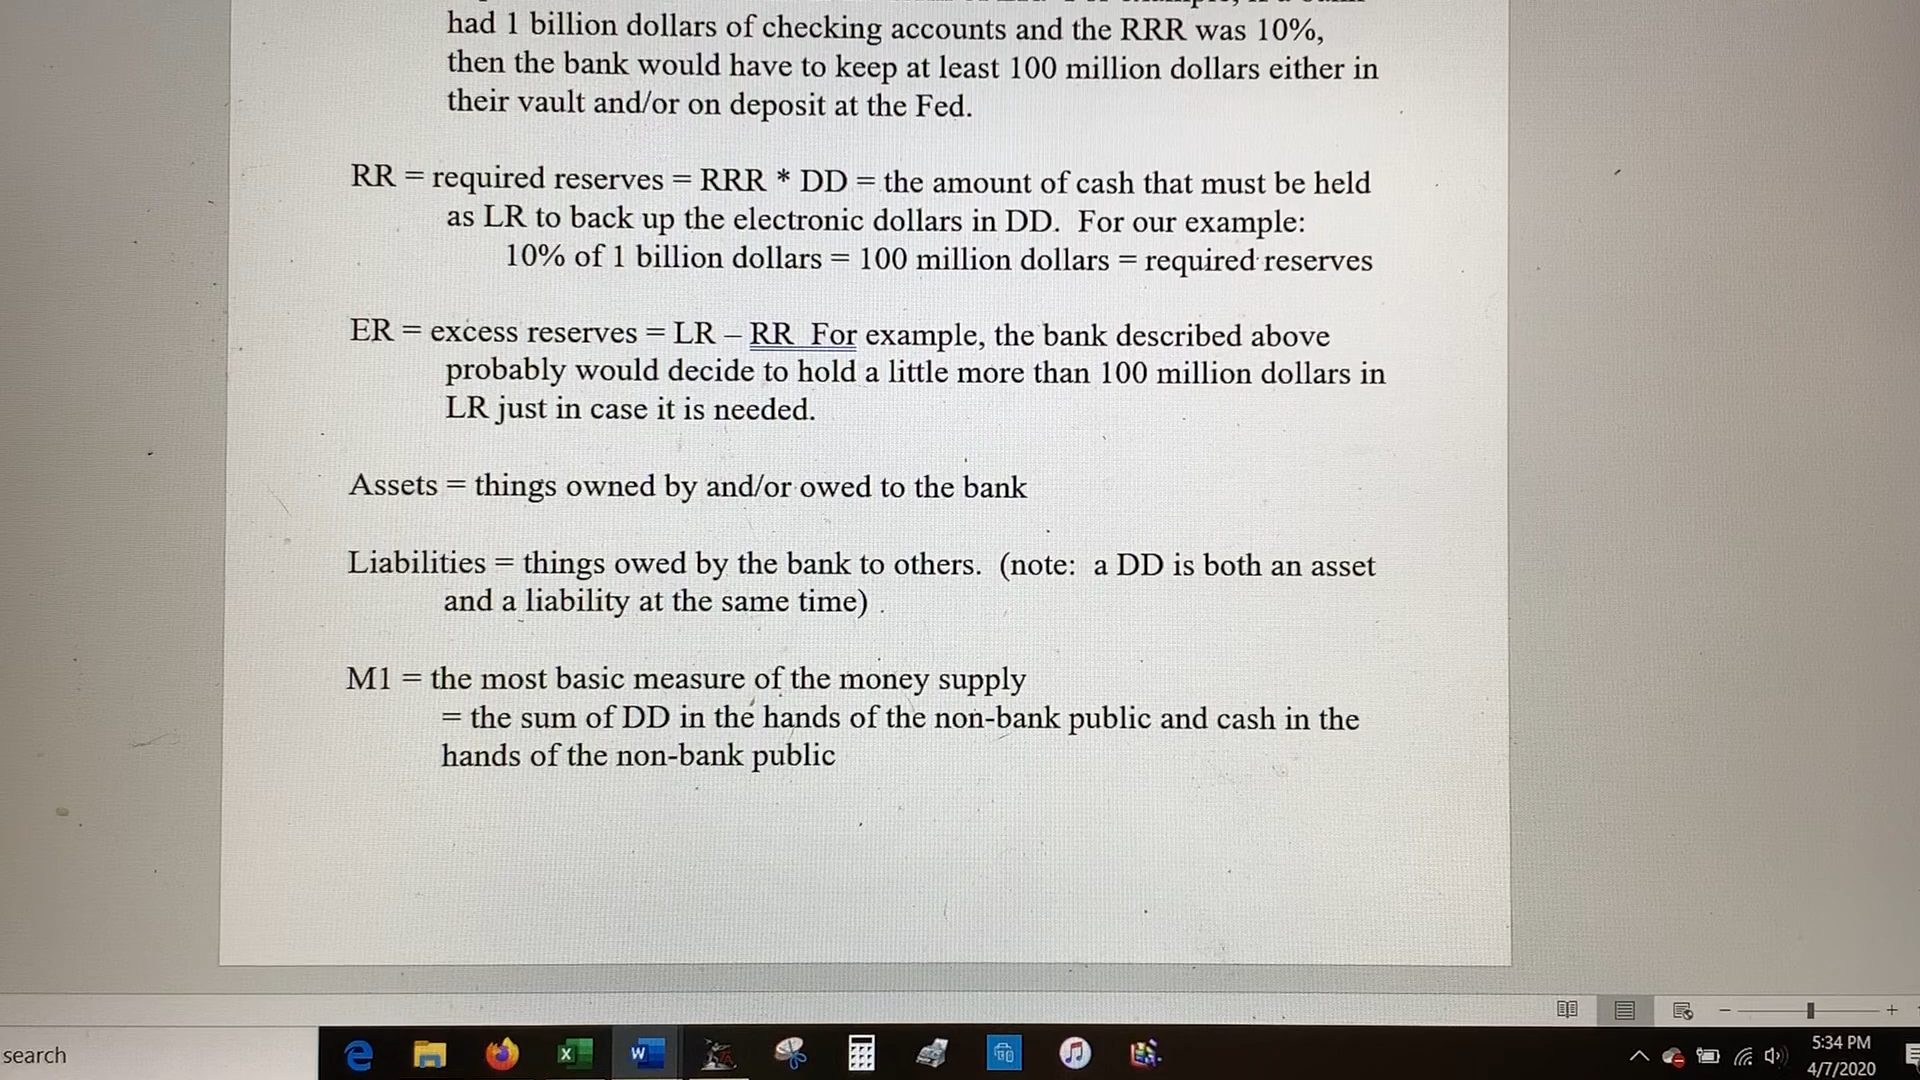 had 1 billion dollars of checking accounts and the RRR was 10%,
then the bank would have to keep at least 100 million dollars either in
their vault and/or on deposit at the Fed.
RR = required reserves = RRR * DD = the amount of cash that must be held
as LR to back up the electronic dollars in DD.  For our example:
10% of 1 billion dollars = 100 million dollars = required reserves
ER = excess reserves = LR – RR  For example, the bank described above
probably would decide to hold a little more than 100 million dollars in
LR just in case it is needed.
Assets = things owned by and/or owed to the bank
Liabilities = things owed by the bank to others.  (note:  a DD is both an asset
and a liability at the same time)
M1 = the most basic measure of the money supply
= the sum of DD in the hands of the non-bank public and cash in the
hands of the non-bank public
search
5:34 PM
4/7/2020